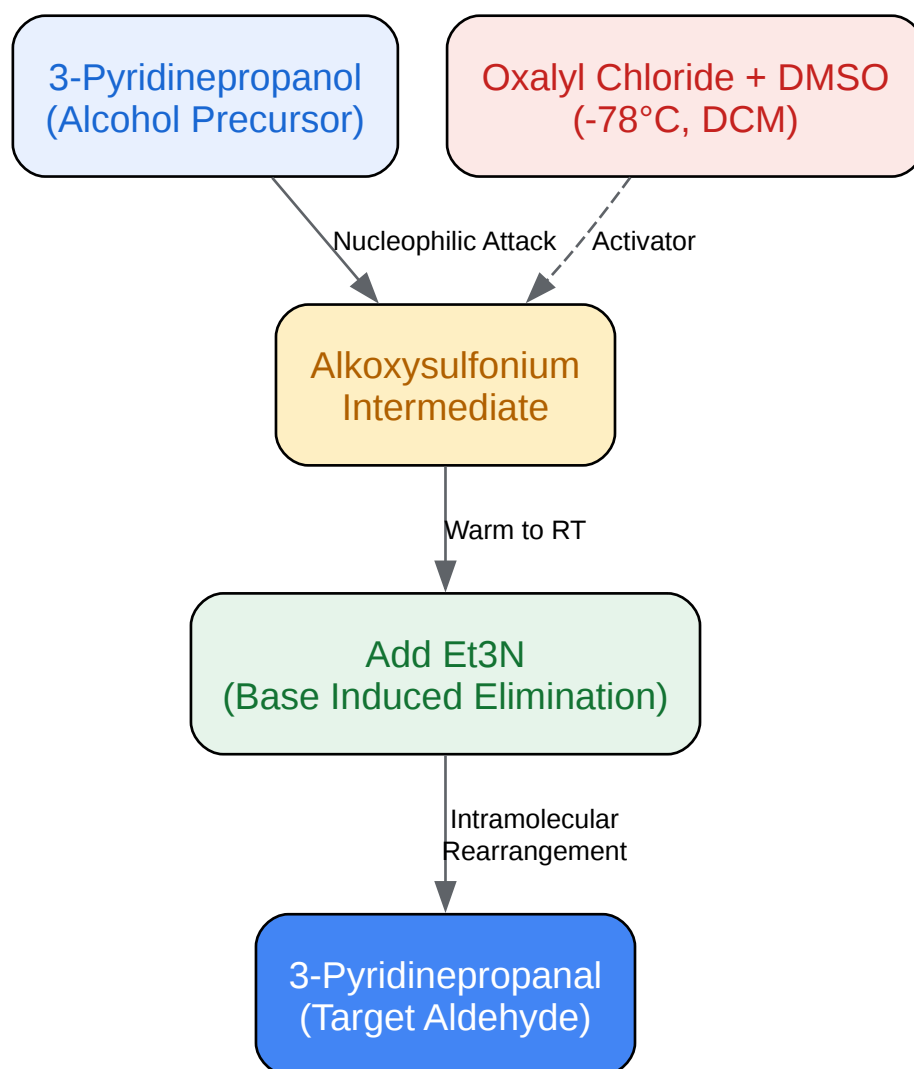 3-Pyridinepropanol
(Alcohol Precursor)
Oxalyl Chloride + DMSO
(-78°C, DCM)
Nucleophilic Attack
Activator
Alkoxysulfonium
Intermediate
Warm to RT
Add Et3N
(Base Induced Elimination)
Intramolecular
Rearrangement
3-Pyridinepropanal
(Target Aldehyde)